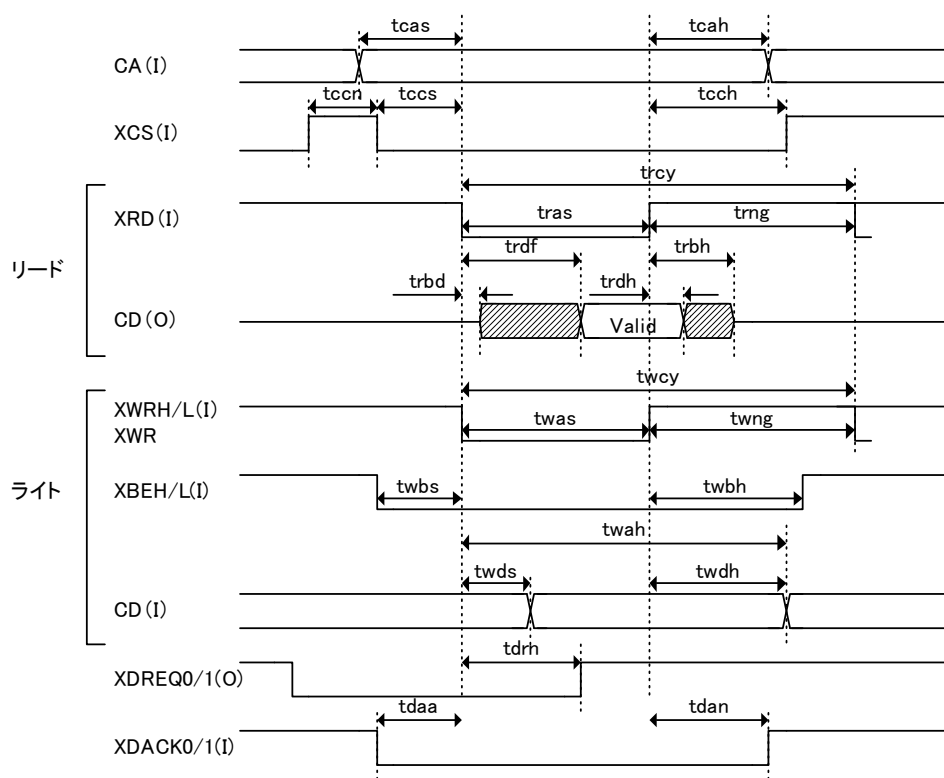 tcas
tcah
CA(I)
tccn
tccs
tcch
XCS(I)
trcy
XRD(I)
tras
trng
trdf
trbh
リード
trbd
trdh
CD(O)
Valid
twcy
XWRH/L(I)
XWR
twas
twng
ライト
XBEH/L(I)
twbs
twbh
twah
twds
twdh
CD(I)
tdrh
XDREQ0/1(O)
tdaa
tdan
XDACK0/1(I)